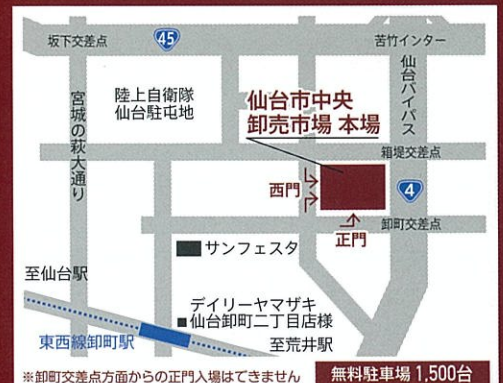 坂下交差点
45
苦竹インター
宮城の萩大通り
陸上自衛隊
仙台駐屯地
仙台市中央
卸売市場 本場
仙台バイパス
箱堤交差点
西門
4
正門
卸町交差点
サンフェスタ
至仙台駅
デイリーヤマザキ
仙台卸町二丁目店様
東西線卸町駅
至荒井駅
※卸町交差点方面からの正門入場はできません
無料駐車場 1,500台